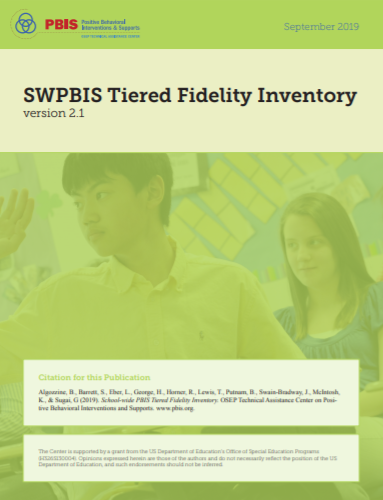 PBIS Positive Behavioral
Interventions & Supports
September 2019
SWPBIS Tiered Fidelity Inventory
version 2.1
Citation for this Publication
Algozzine, B., Barrett, S., Eber, L., George, H., Horner, R., Lewis, T., Putnam, B., Swain-Bradway, J., McIntosh,
K., & Sugai, G (2019). School-wide PBIS Tiered Fidelity Inventory. OSEP Technical Assistance Center on Posi-
tive Behavioral Interventions and Supports. www.pbis.org.
The Center is supported by a grant from the US Department of Education's Office of Special Education Programs
(H326S130004). Opinions expressed herein are those of the authors and do not necessarily reflect the position of the US
Department of Education, and such endorsements should not be inferred.